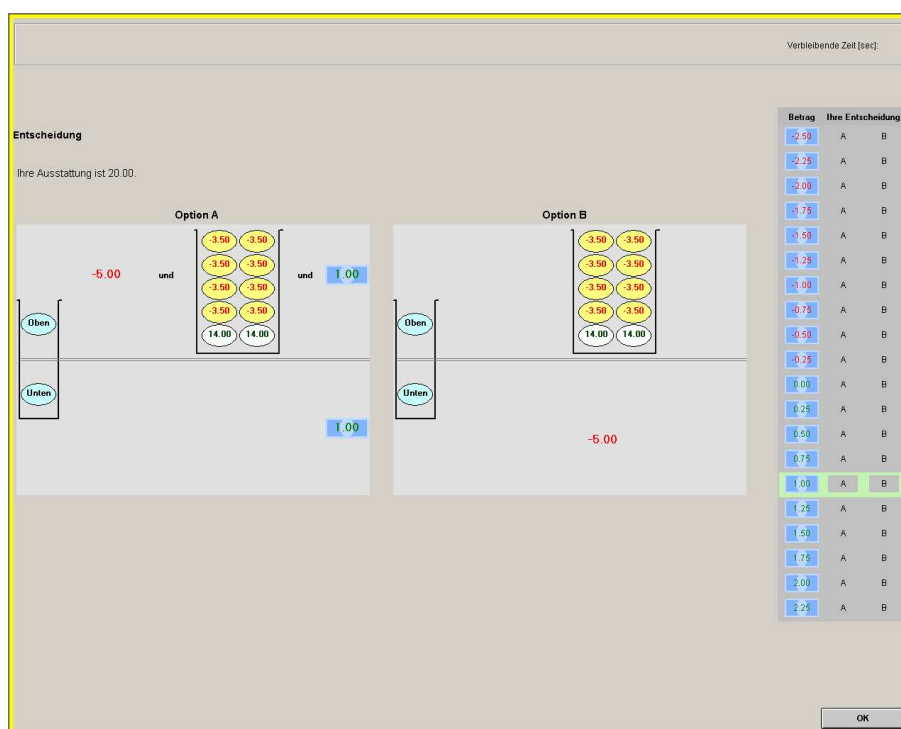 Verbleibende Zeit [sec]:
Entscheidung
Ihre Ausstattung ist 20.00.
Option A
-5.00 und -3.50 -3.50 und 1.00
-3.50 -3.50
-3.50 -3.50
-3.50 -3.50
14.00 14.00
Oben
Unten
1.00
Option B
-3.50 -3.50
-3.50 -3.50
-3.50 -3.50
-3.50 -3.50
14.00 14.00
Oben
Unten
-5.00
Betrag Ihre Entscheidung
-2.50 A B
-2.25 A B
-2.00 A B
-1.75 A B
-1.50 A B
-1.25 A B
-1.00 A B
-0.75 A B
-0.50 A B
-0.25 A B
0.00 A B
0.25 A B
0.50 A B
0.75 A B
1.00 A B
1.25 A B
1.50 A B
1.75 A B
2.00 A B
2.25 A B
OK